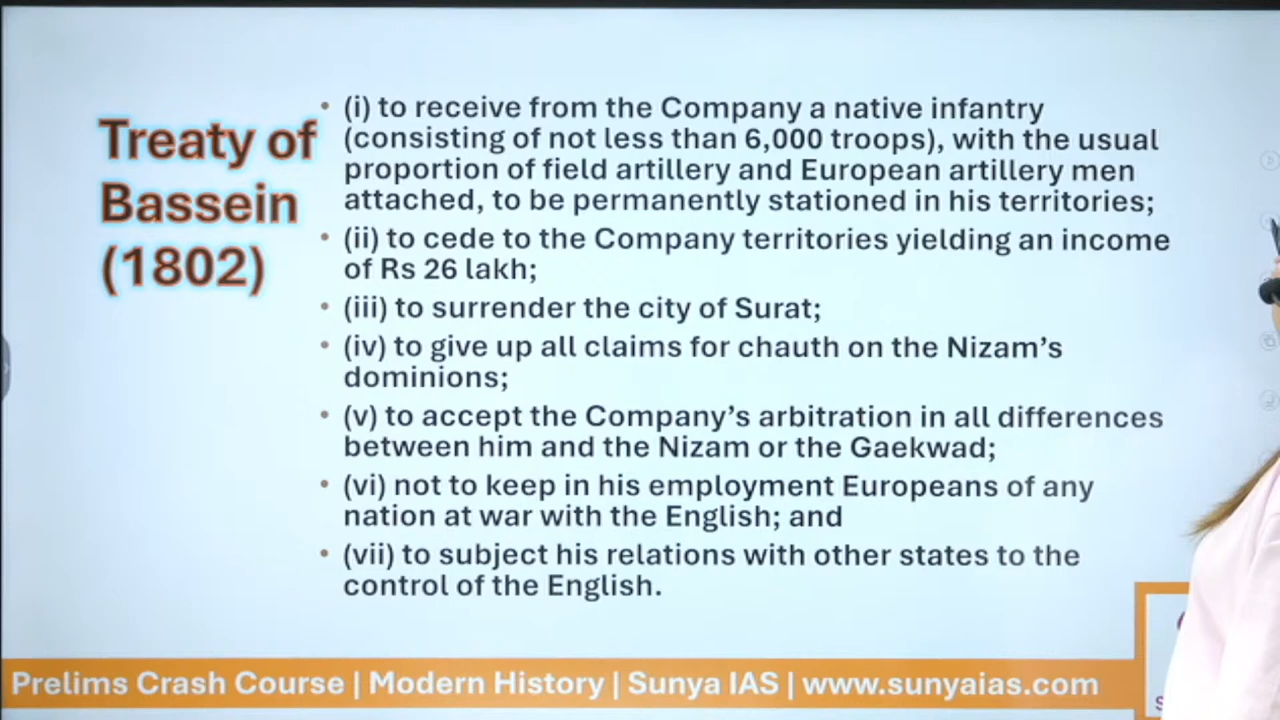 Treaty of
Bassein
(1802)
• (i) to receive from the Company a native infantry
(consisting of not less than 6,000 troops), with the usual
proportion of field artillery and European artillery men
attached, to be permanently stationed in his territories;
• (ii) to cede to the Company territories yielding an income
of Rs 26 lakh;
• (iii) to surrender the city of Surat;
• (iv) to give up all claims for chauth on the Nizam’s
dominions;
• (v) to accept the Company’s arbitration in all differences
between him and the Nizam or the Gaekwad;
• (vi) not to keep in his employment Europeans of any
nation at war with the English; and
• (vii) to subject his relations with other states to the
control of the English.
Prelims Crash Course | Modern History | Sunya IAS | www.sunyaias.com